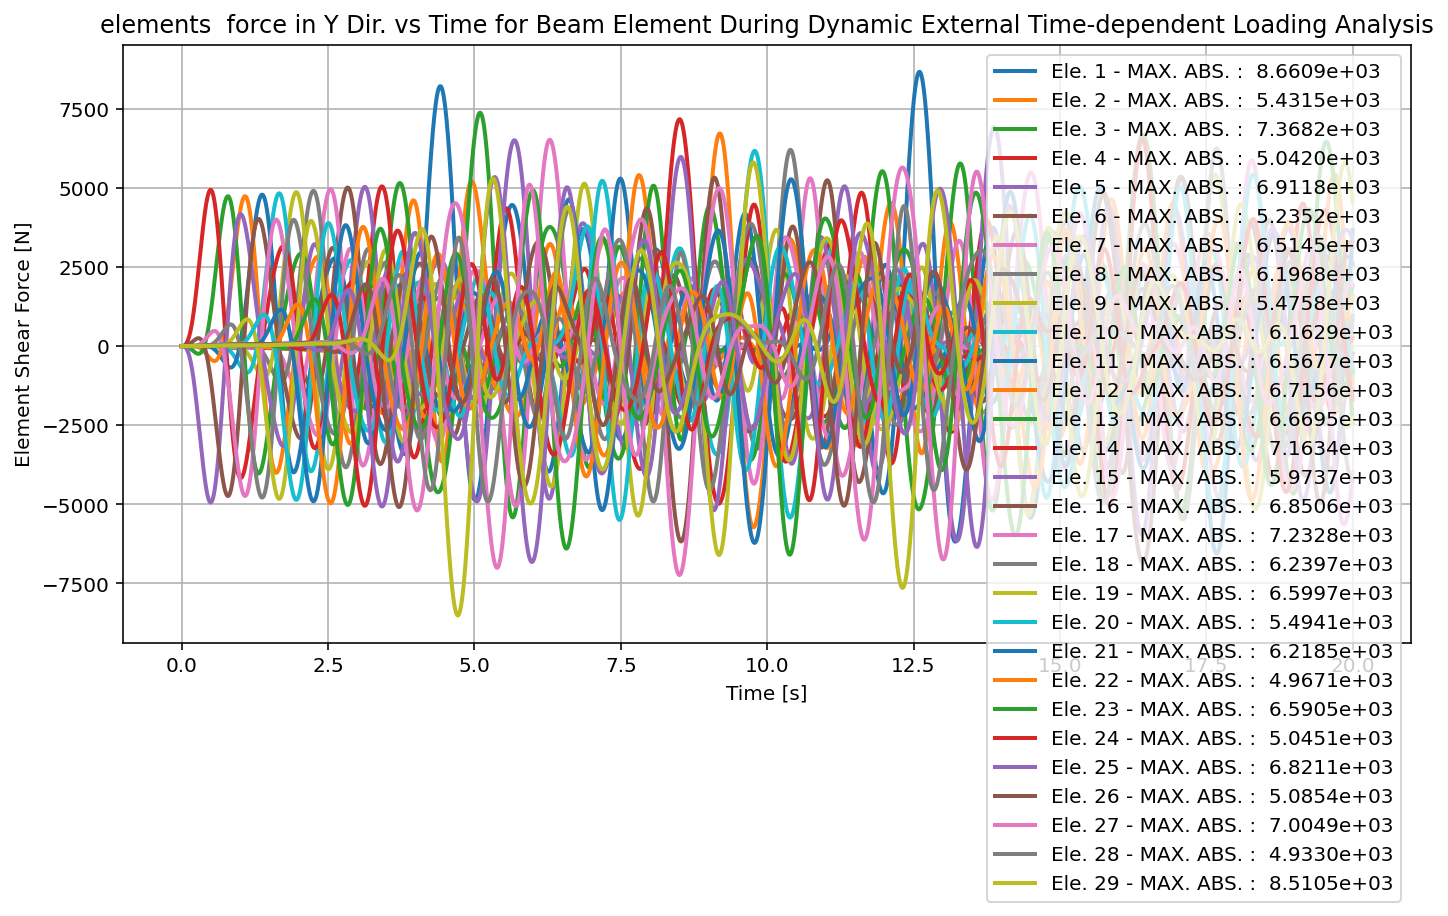 elements  force in Y Dir. vs Time for Beam Element During Dynamic External Time-dependent Loading Analysis
Element Shear Force [N]
7500
5000
2500
0
−2500
−5000
−7500
0.0
2.5
5.0
7.5
10.0
12.5
15.0
17.5
20.0
Time [s]
Ele. 1 - MAX. ABS. :  8.6609e+03
Ele. 2 - MAX. ABS. :  5.4315e+03
Ele. 3 - MAX. ABS. :  7.3682e+03
Ele. 4 - MAX. ABS. :  5.0420e+03
Ele. 5 - MAX. ABS. :  6.9118e+03
Ele. 6 - MAX. ABS. :  5.2352e+03
Ele. 7 - MAX. ABS. :  6.5145e+03
Ele. 8 - MAX. ABS. :  6.1968e+03
Ele. 9 - MAX. ABS. :  5.4758e+03
Ele. 10 - MAX. ABS. :  6.1629e+03
Ele. 11 - MAX. ABS. :  6.5677e+03
Ele. 12 - MAX. ABS. :  6.7156e+03
Ele. 13 - MAX. ABS. :  6.6695e+03
Ele. 14 - MAX. ABS. :  7.1634e+03
Ele. 15 - MAX. ABS. :  5.9737e+03
Ele. 16 - MAX. ABS. :  6.8506e+03
Ele. 17 - MAX. ABS. :  7.2328e+03
Ele. 18 - MAX. ABS. :  6.2397e+03
Ele. 19 - MAX. ABS. :  6.5997e+03
Ele. 20 - MAX. ABS. :  5.4941e+03
Ele. 21 - MAX. ABS. :  6.2185e+03
Ele. 22 - MAX. ABS. :  4.9671e+03
Ele. 23 - MAX. ABS. :  6.5905e+03
Ele. 24 - MAX. ABS. :  5.0451e+03
Ele. 25 - MAX. ABS. :  6.8211e+03
Ele. 26 - MAX. ABS. :  5.0854e+03
Ele. 27 - MAX. ABS. :  7.0049e+03
Ele. 28 - MAX. ABS. :  4.9330e+03
Ele. 29 - MAX. ABS. :  8.5105e+03